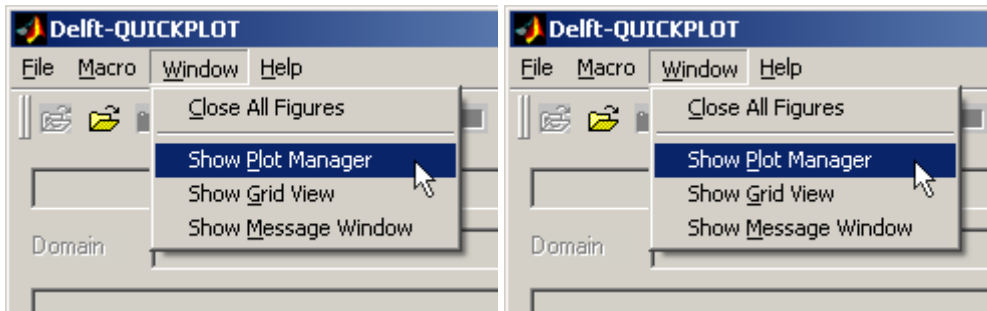 Delft-QUICKPLOT
File Macro Window Help
Close All Figures
Show Plot Manager
Show Grid View
Show Message Window
Domain
Delft-QUICKPLOT
File Macro Window Help
Close All Figures
Show Plot Manager
Show Grid View
Show Message Window
Domain